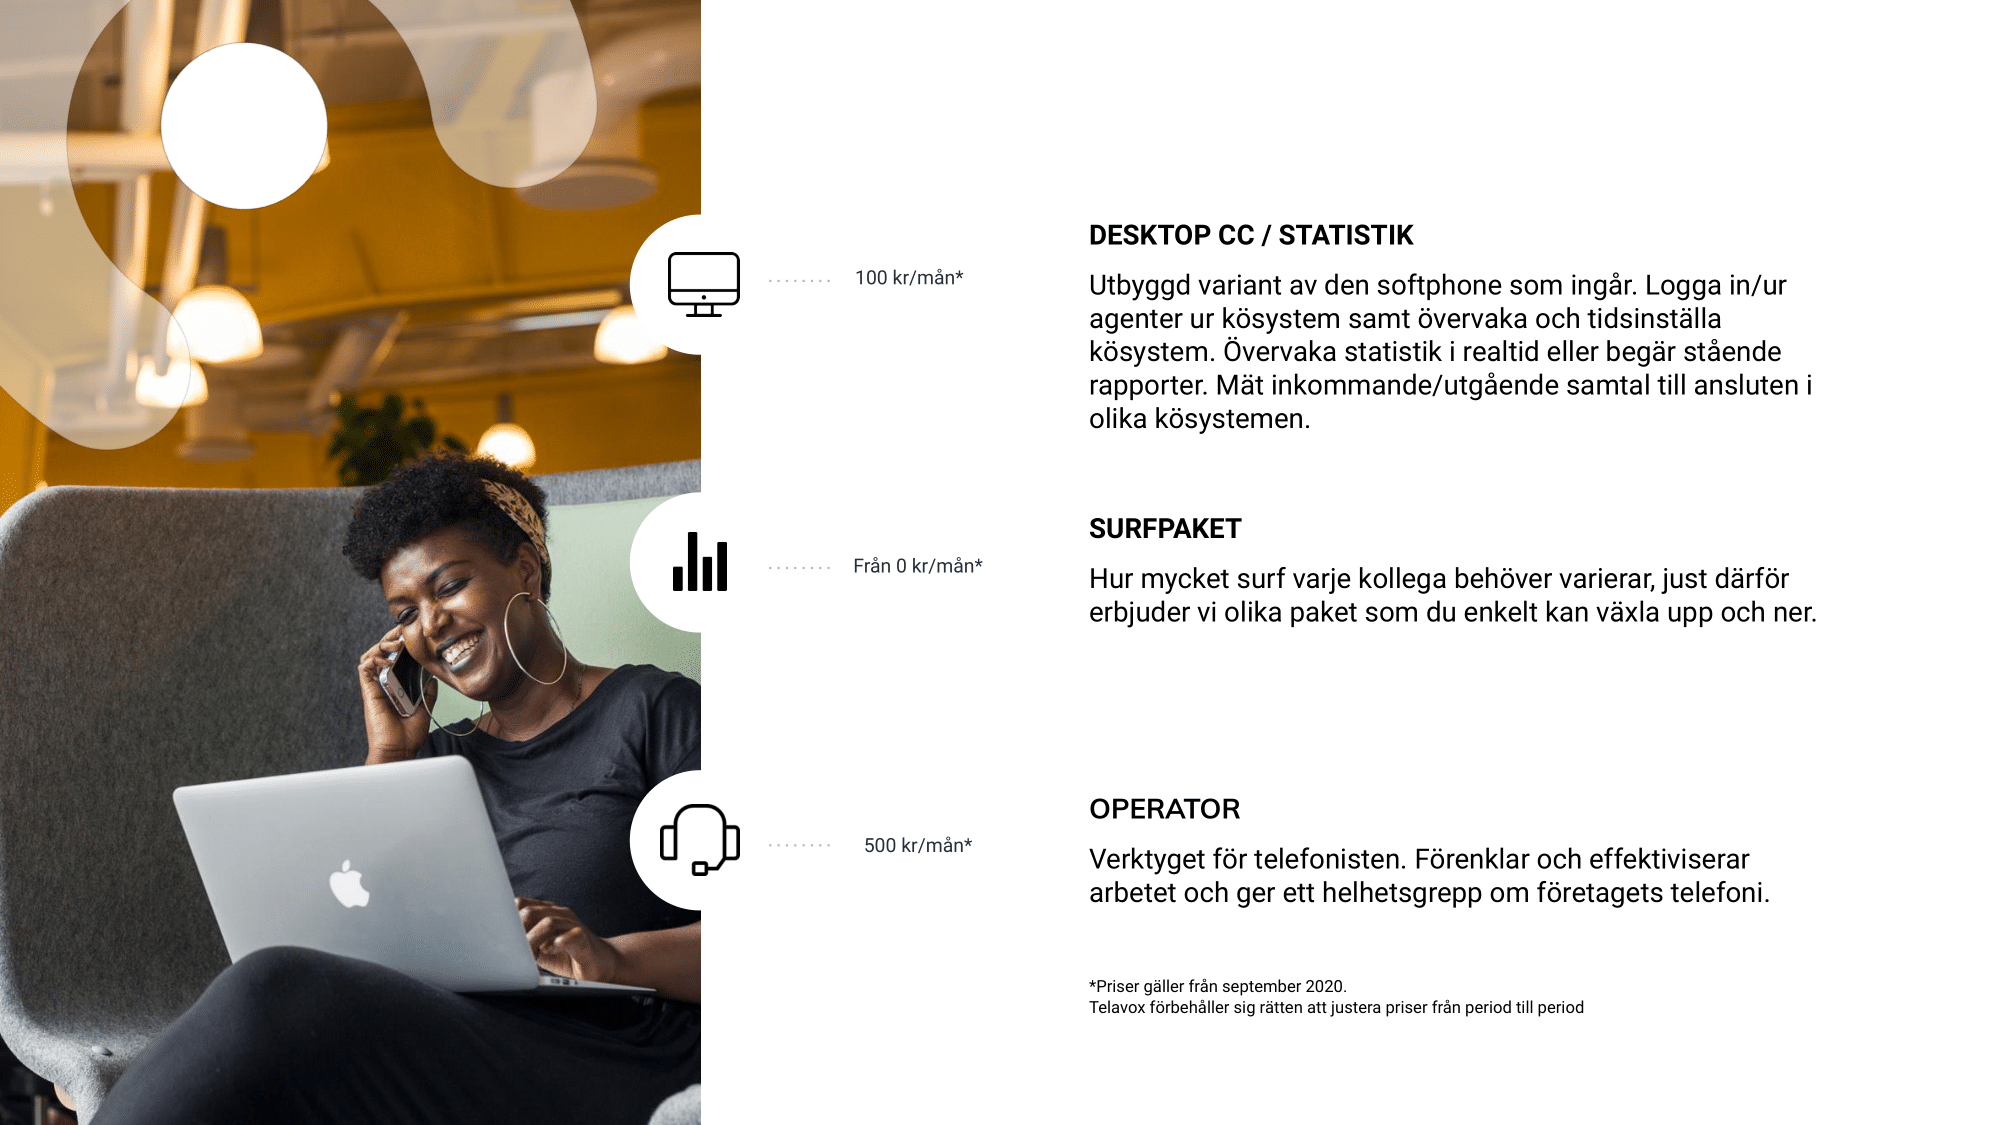 100 kr/mån*
DESKTOP CC / STATISTIK
Utbyggd variant av den softphone som ingår. Logga in/ur
agenter ur kösystem samt övervaka och tidsinställa
kösystem. Övervaka statistik i realtid eller begär stående
rapporter. Mät inkommande/utgående samtal till ansluten i
olika kösystemen.
Från 0 kr/mån*
SURFPAKET
Hur mycket surf varje kollega behöver varierar, just därför
erbjuder vi olika paket som du enkelt kan växla upp och ner.
500 kr/mån*
OPERATOR
Verktyget för telefonisten. Förenklar och effektiviserar
arbetet och ger ett helhetsgrepp om företagets telefoni.
*Priser gäller från september 2020.
Telavox förbehåller sig rätten att justera priser från period till period